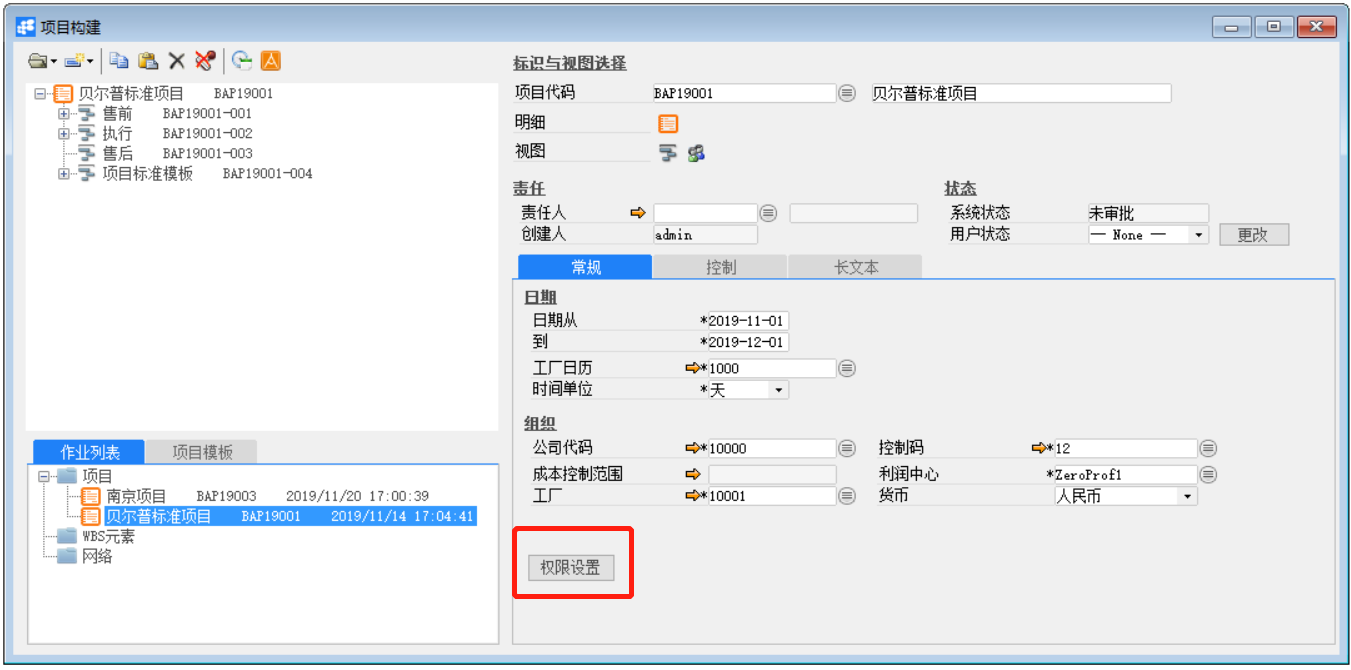 项目构建
贝尔普标准项目 BAP19001
售前 BAP19001-001
执行 BAP19001-002
售后 BAP19001-003
项目标准模板 BAP19001-004
作业列表 项目模板
项目
南京项目 BAP19003 2019/11/20 17:00:39
贝尔普标准项目 BAP19001 2019/11/14 17:04:41
WBS元素
网络
标识与视图选择
项目代码 BAP19001 贝尔普标准项目
明细
视图
责任 状态
责任人 系统状态 未审批
创建人 admin 用户状态 — None — 更改
常规 控制 长文本
日期
日期从 *2019-11-01
到 *2019-12-01
工厂日历 *1000
时间单位 *天
组织
公司代码 *10000 控制码 *12
成本控制范围 利润中心 *ZeroProf1
工厂 *10001 货币 人民币
权限设置